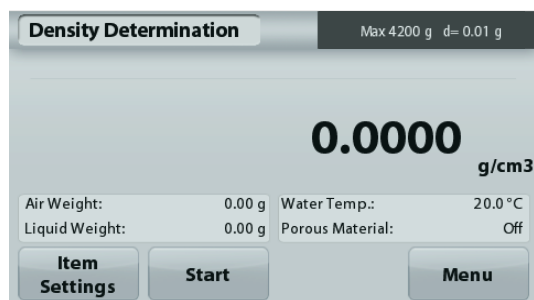 Density Determination
Max 4200 g d= 0.01 g
0.0000
g/cm3
Air Weight: 0.00 g Water Temp.: 20.0 °C
Liquid Weight: 0.00 g Porous Material: Off
Item
Settings
Start
Menu